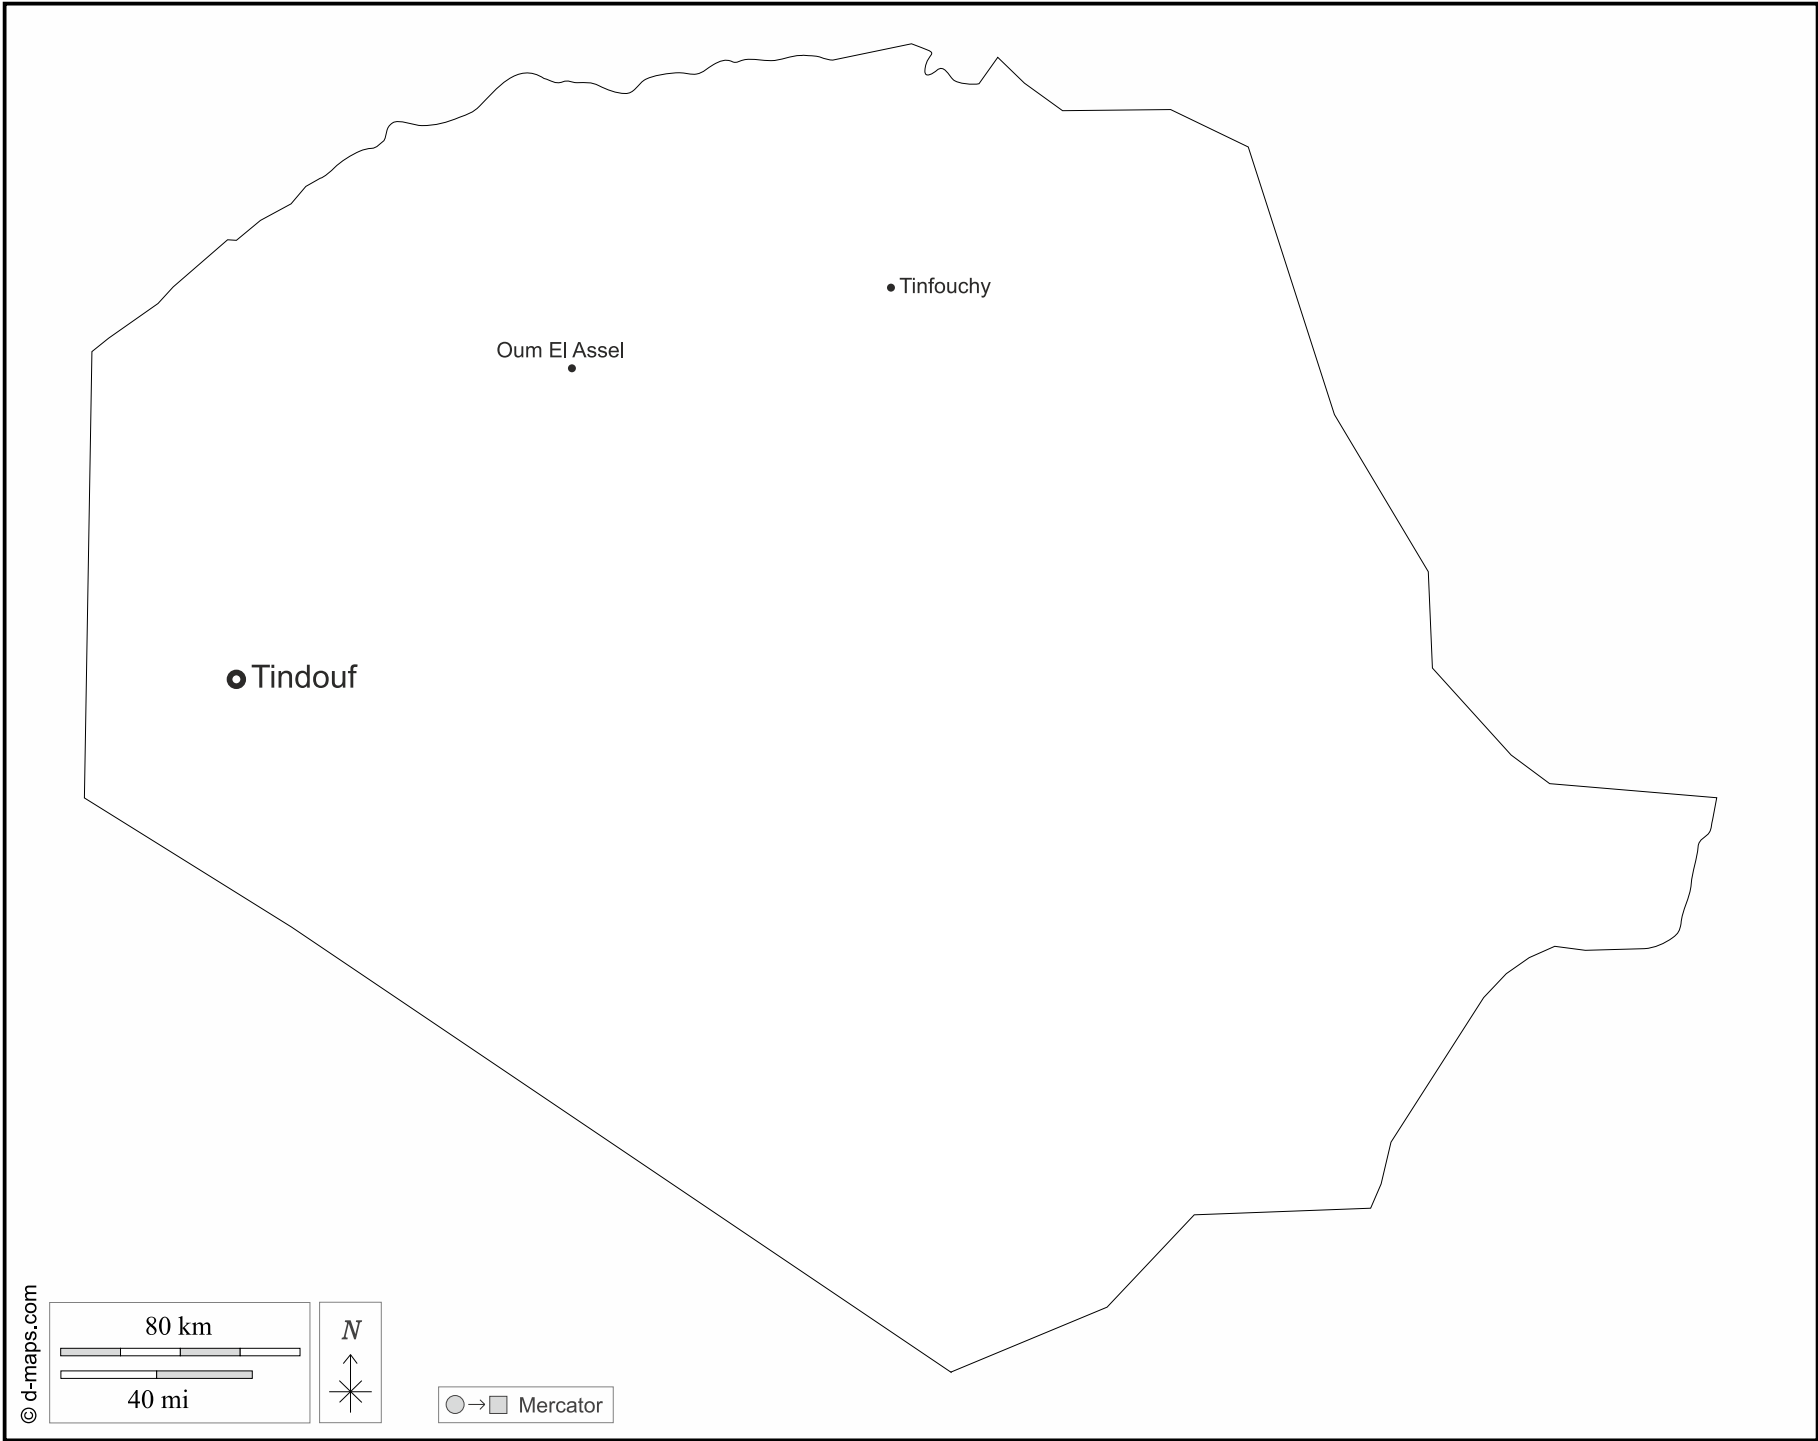 Tinfouchy
Oum El Assel
Tindouf
© d-maps.com
80 km
40 mi
N
Mercator